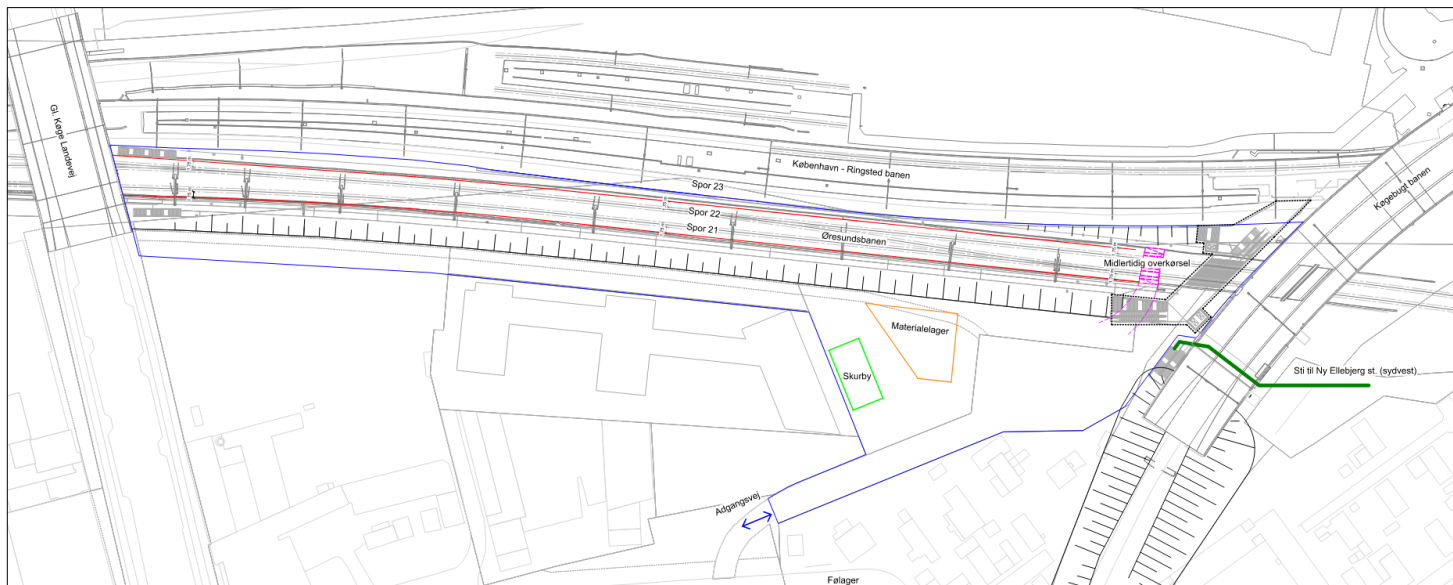 Gl. Køge Landevej
København - Ringsted banen
Køgebugt banen
Spor 23
Spor 22
Spor 21
Øresundsbanen
Midlertidig overkørsel
Materialelager
Skurby
Sti til Ny Ellebjerg st. (sydvest)
Adgangsvej
Følager